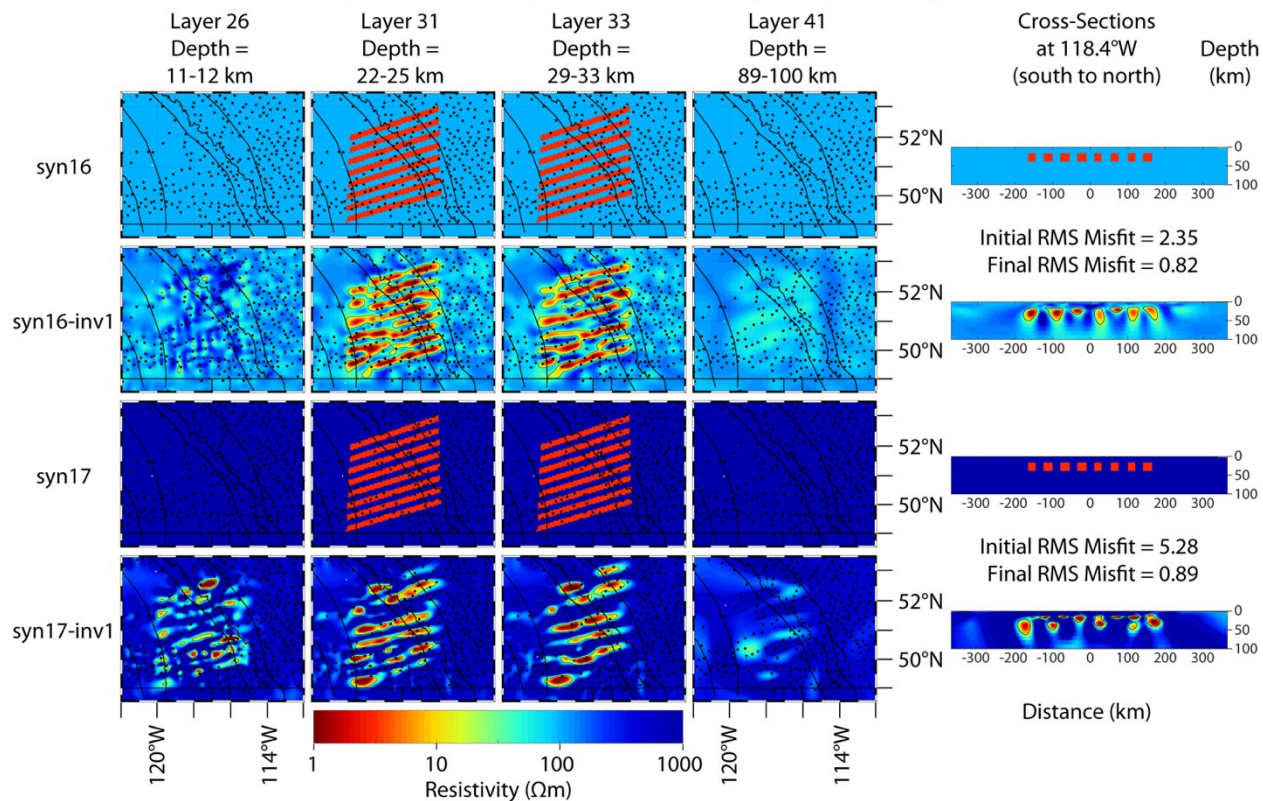 Layer 26
Depth =
11-12 km
Layer 31
Depth =
22-25 km
Layer 33
Depth =
29-33 km
Layer 41
Depth =
89-100 km
Cross-Sections
at 118.4°W
(south to north)
Depth
(km)
syn16
52°N
50°N
0
50
100
-300 -200 -100 0 100 200 300
Initial RMS Misfit = 2.35
Final RMS Misfit = 0.82
syn16-inv1
52°N
50°N
0
50
100
-300 -200 -100 0 100 200 300
syn17
52°N
50°N
0
50
100
-300 -200 -100 0 100 200 300
Initial RMS Misfit = 5.28
Final RMS Misfit = 0.89
syn17-inv1
52°N
50°N
0
50
100
-300 -200 -100 0 100 200 300
Distance (km)
120°W
114°W
120°W
114°W
1 10 100 1000
Resistivity (Ωm)